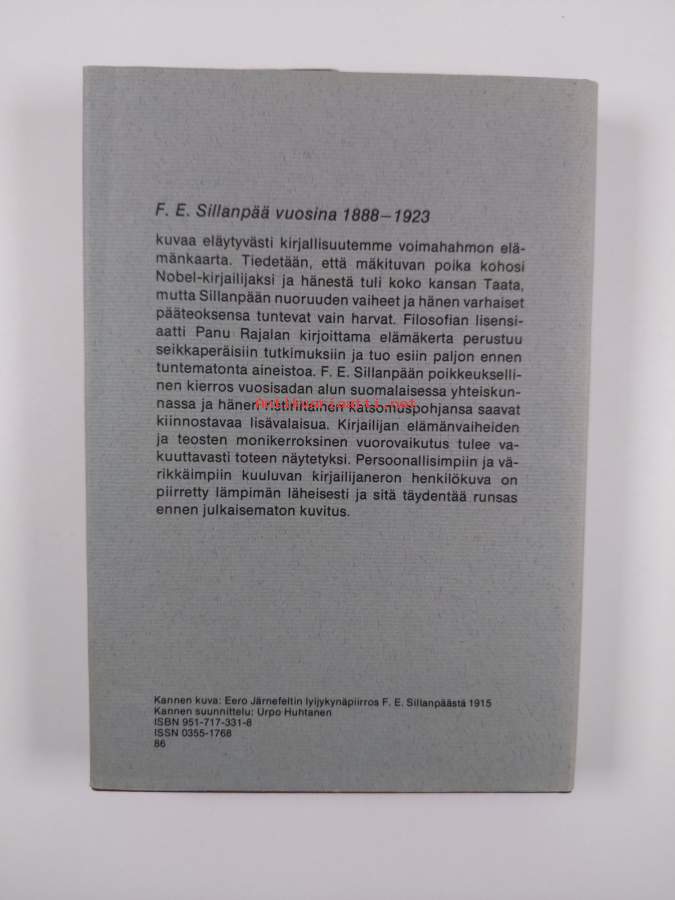 F. E. Sillanpää vuosina 1888–1923
kuvaa eläytyvästi kirjallisuutemme voimahahmon elä-
mänkaarta. Tiedetään, että mäkituvan poika kohosi
Nobel-kirjailijaksi ja hänestä tuli koko kansan Taata,
mutta Sillanpään nuoruuden vaiheet ja hänen varhaiset
pääteoksensa tuntevat vain harvat. Filosofian lisensi-
aatti Panu Rajalan kirjoittama elämäkerta perustuu
seikkaperäisiin tutkimuksiin ja tuo esiin paljon ennen
tuntematonta aineistoa. F. E. Sillanpään poikkeukselli-
nen kierros vuosisadan alun suomalaisessa yhteiskun-
nassa ja hänen ristiriitainen katsomuspohjansa saavat
kiinnostavaa lisävalaisua. Kirjailijan elämänvaiheiden
ja teosten monikerroksinen vuorovaikutus tulee va-
kuuttavasti toteen näytetyksi. Persoonallisimpiin ja vä-
rikkäimpiin kuuluvan kirjailijaneron henkilökuva on
piirretty lämpimän läheisesti ja sitä täydentää runsas
ennen julkaisematon kuvitus.
Kannen kuva: Eero Järnefeltin lyijykynäpiirros F. E. Sillanpäästä 1915
Kannen suunnittelu: Urpo Huhtanen
ISBN 951-717-331-8
ISSN 0355-1768
86